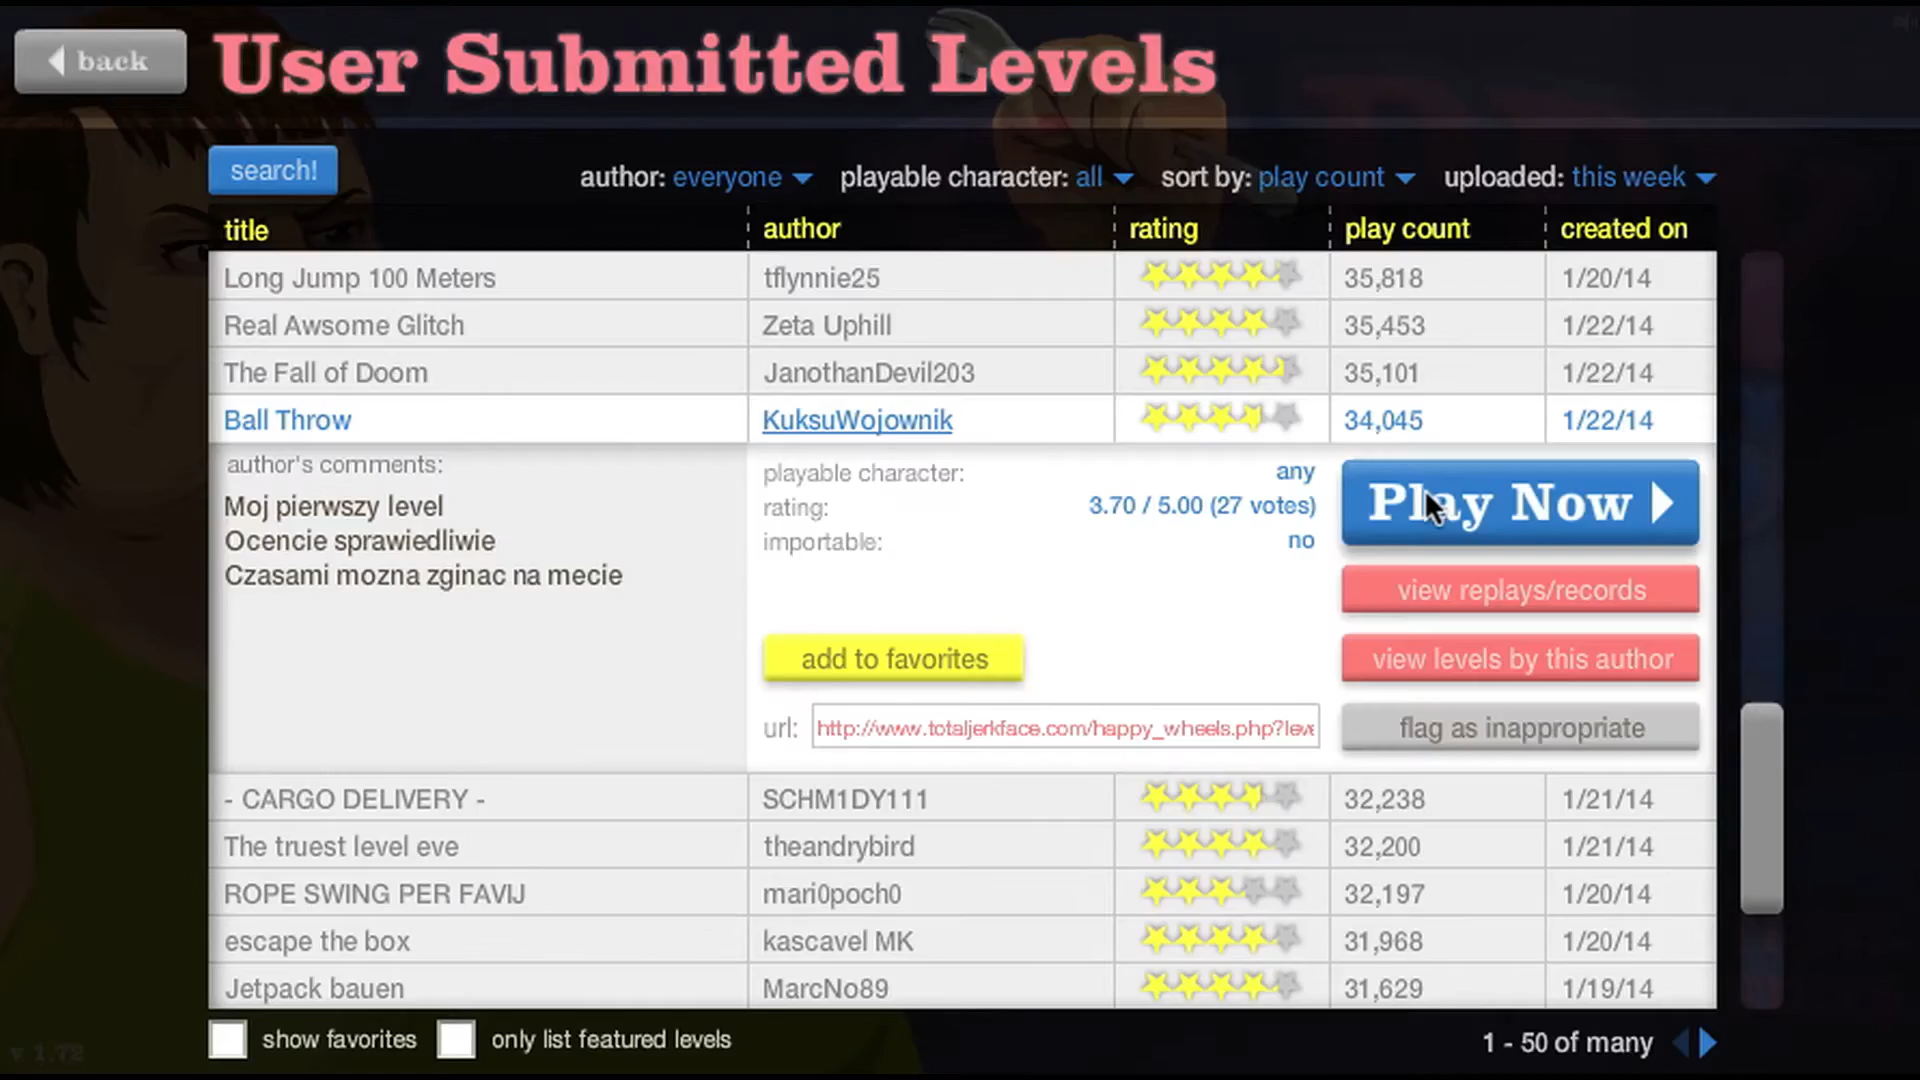 back
User Submitted Levels
search!
author: everyone playable character: all sort by: play count uploaded: this week
title author rating play count created on
Long Jump 100 Meters tflynnie25 35,818 1/20/14
Real Awsome Glitch Zeta Uphill 35,453 1/22/14
The Fall of Doom JanothanDevil203 35,101 1/22/14
Ball Throw KuksuWojownik 34,045 1/22/14
author's comments:
Moj pierwszy level
Ocencie sprawiedliwie
Czasami mozna zginac na mecie
playable character: any
rating: 3.70 / 5.00 (27 votes)
importable: no
add to favorites
url: http://www.totaljerkface.com/happy_wheels.php?leve
Play Now
view replays/records
view levels by this author
flag as inappropriate
- CARGO DELIVERY - SCHM1DY111 32,238 1/21/14
The truest level eve theandrybird 32,200 1/21/14
ROPE SWING PER FAVIJ mari0poch0 32,197 1/20/14
escape the box kascavel MK 31,968 1/20/14
Jetpack bauen MarcNo89 31,629 1/19/14
show favorites only list featured levels
1 - 50 of many
v 1.72